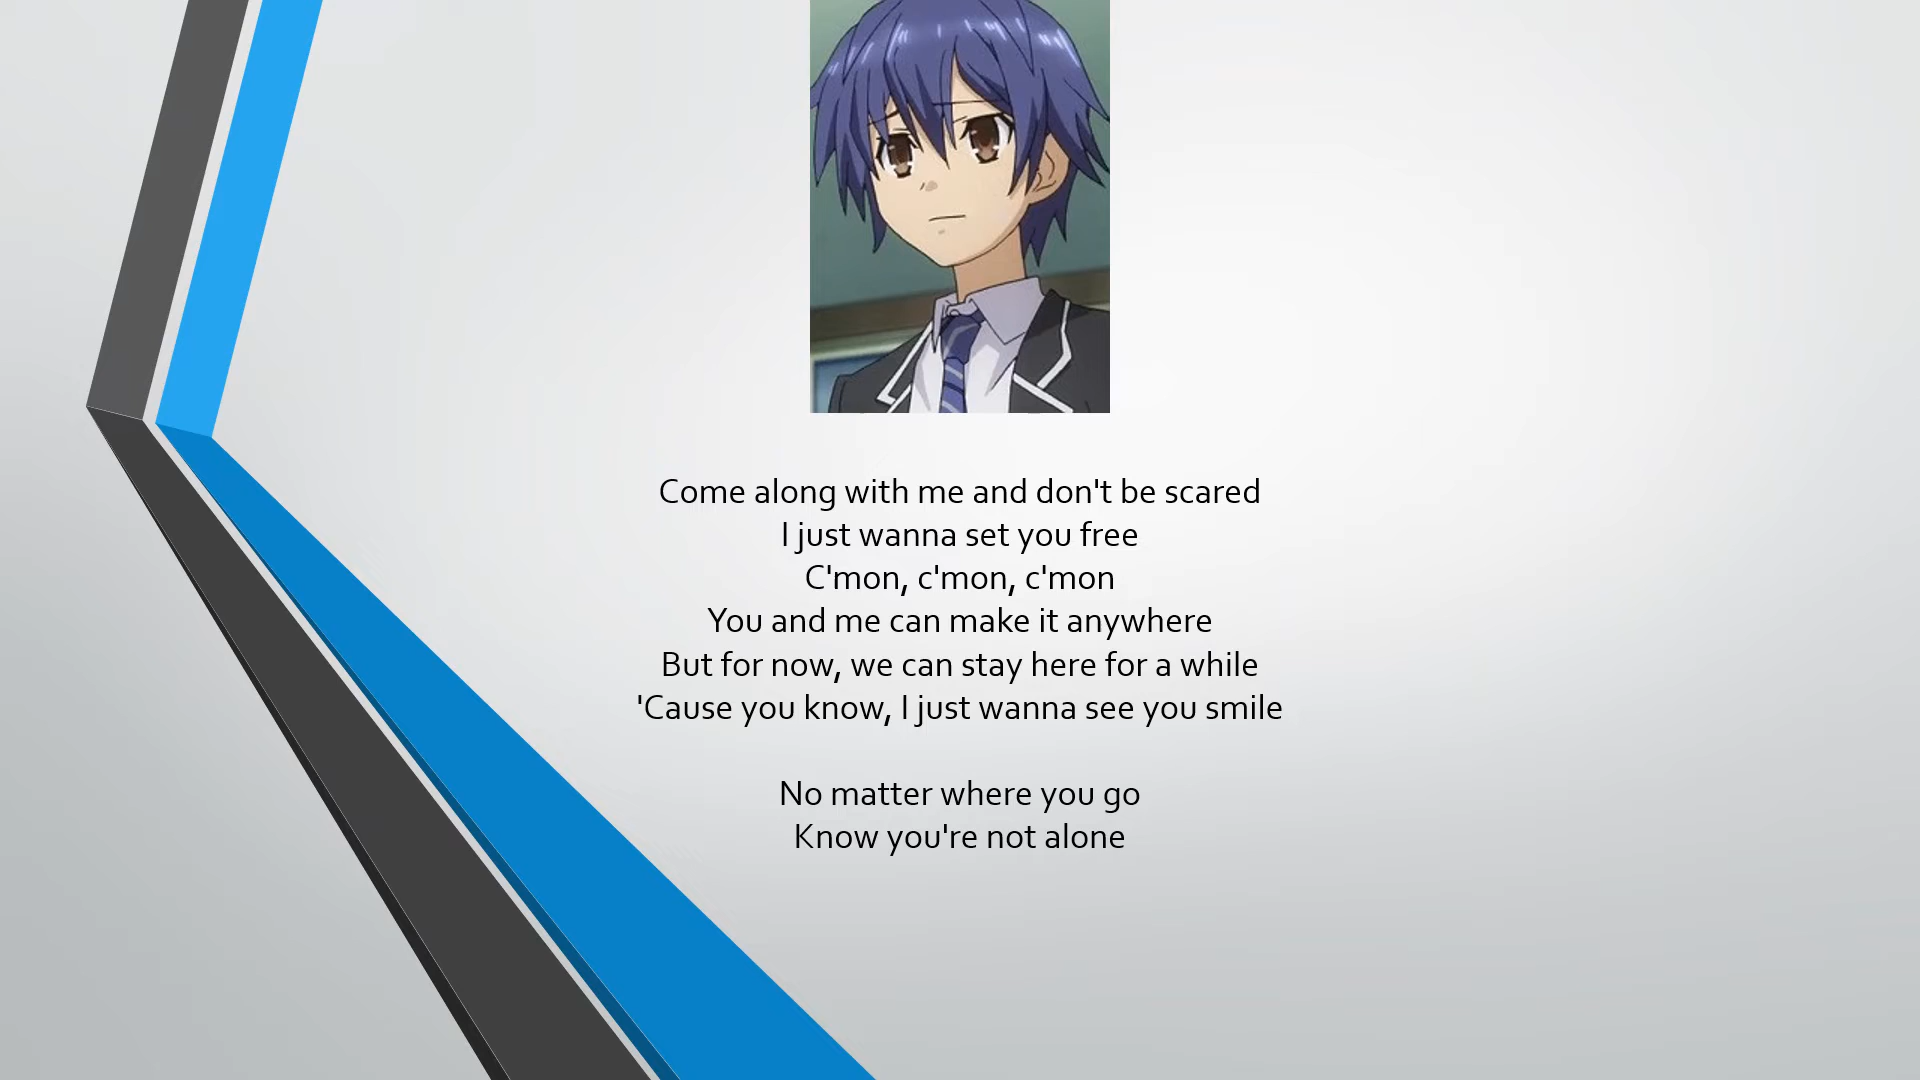 Come along with me and don't be scared
I just wanna set you free
C'mon, c'mon, c'mon
You and me can make it anywhere
But for now, we can stay here for a while
'Cause you know, I just wanna see you smile
No matter where you go
Know you're not alone